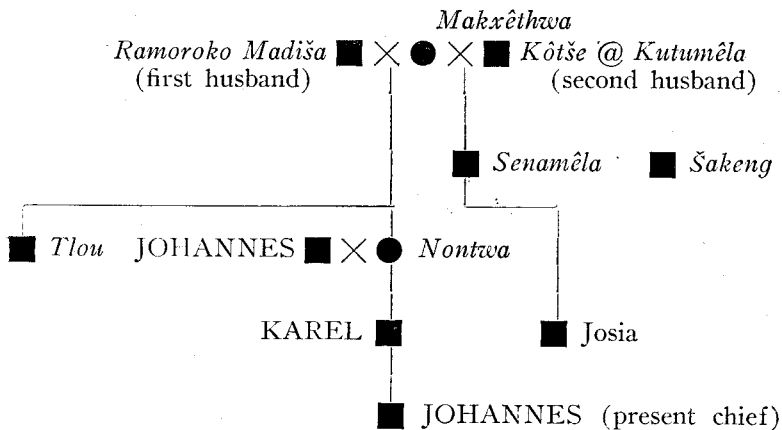 Makxêthwa
Ramoroko Madiša Kôtše @ Kutumêla
(first husband) (second husband)
Senamêla Šakeng
Tlou JOHANNES Nontwa
KAREL Josia
JOHANNES (present chief)